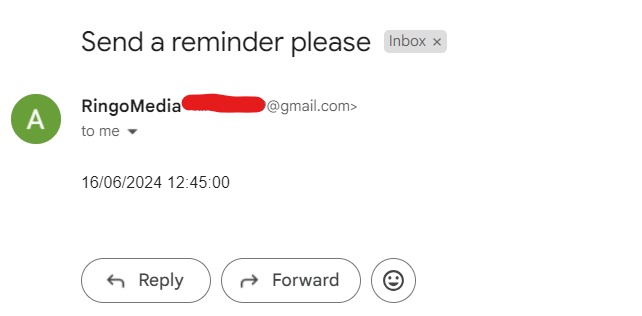 Send a reminder please Inbox ×
RingoMedia @gmail.com>
A
to me
16/06/2024 12:45:00
Reply Forward